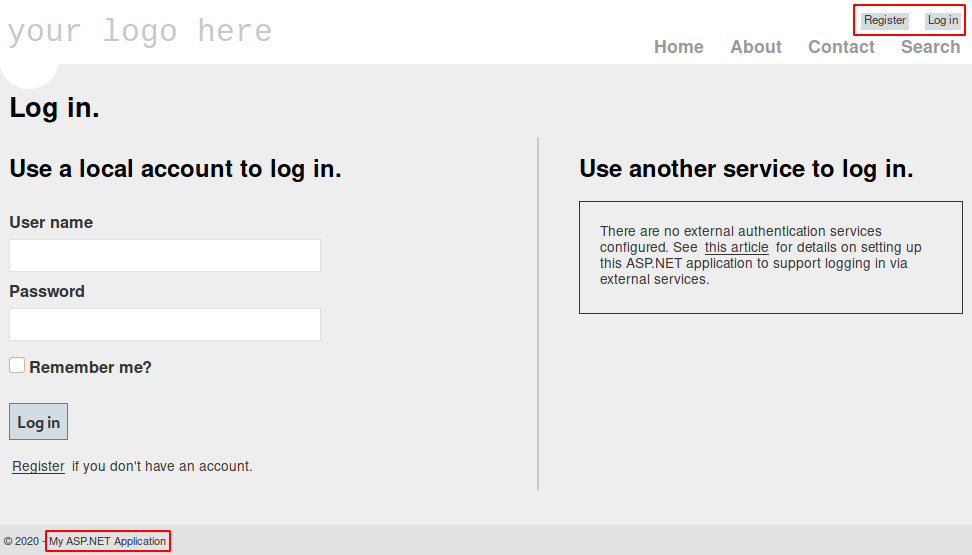 your logo here
Register Log in
Home About Contact Search
Log in.
Use a local account to log in.
User name
Password
Remember me?
Log in
Register if you don't have an account.
Use another service to log in.
There are no external authentication services
configured. See this article for details on setting up
this ASP.NET application to support logging in via
external services.
© 2020 - My ASP.NET Application